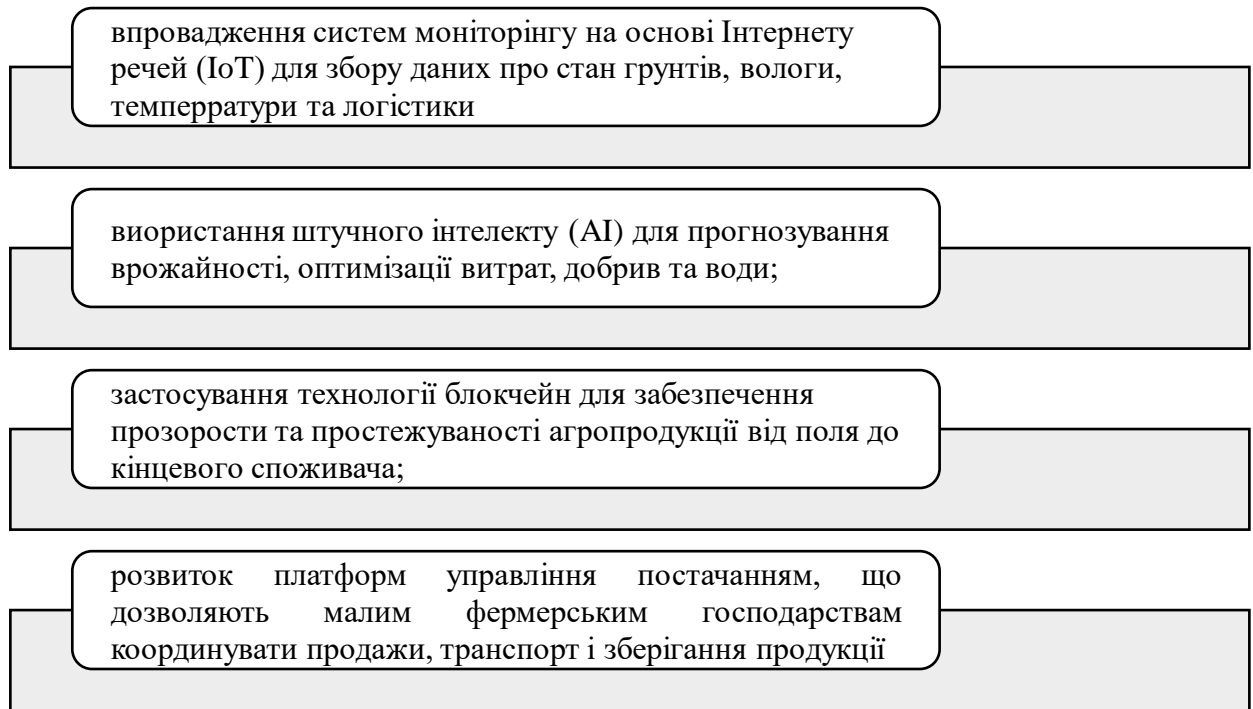 впровадження систем моніторінгу на основі Інтернету
речей (IoT) для збору даних про стан грунтів, вологи,
темперратури та логістики
виористання штучного інтелекту (AI) для прогнозування
врожайності, оптимізації витрат, добрив та води;
застосування технології блокчейн для забезпечення
прозорости та простежуваності агропродукції від поля до
кінцевого споживача;
розвиток платформ управління постачанням, що
дозволяють малим фермерським господарствам
координувати продажи, транспорт і зберігання продукції